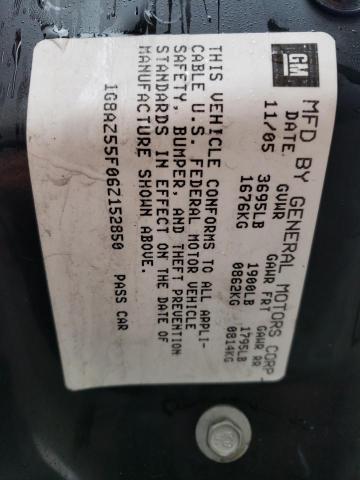 GM
MFD BY GENERAL MOTORS CORP
DATE GVWR GAWR FRT GAWR RR
11/05 3695LB 1900LB 1795LB
1676KG 0862KG 0814KG
THIS VEHICLE CONFORMS TO ALL APPLI-
CABLE U.S. FEDERAL MOTOR VEHICLE
SAFETY, BUMPER, AND THEFT PREVENTION
STANDARDS IN EFFECT ON THE DATE OF
MANUFACTURE SHOWN ABOVE.
1G8AZ55F06Z152850 PASS CAR